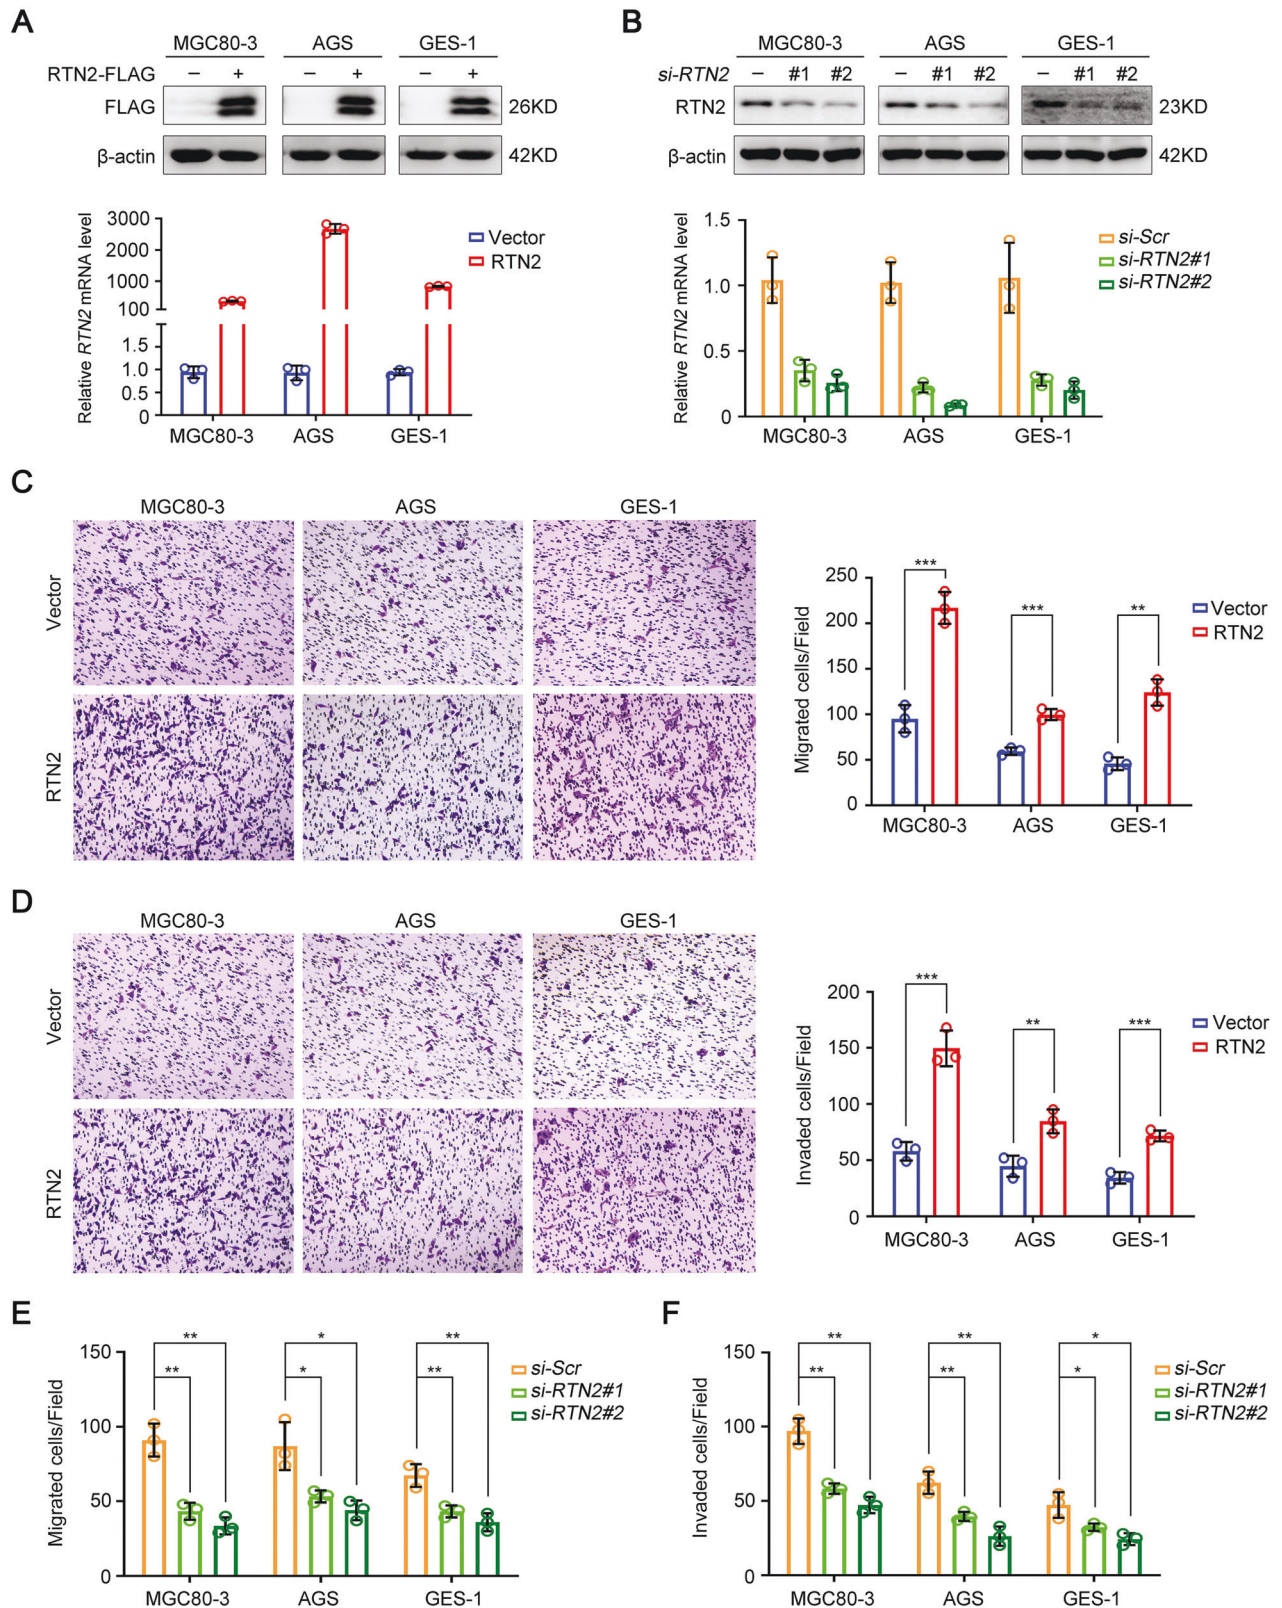 A
MGC80-3 AGS GES-1
RTN2-FLAG − + − + − +
FLAG 26KD
β-actin 42KD
Relative RTN2 mRNA level
3000
2000
1000
100
1.5
1.0
0.5
0
MGC80-3 AGS GES-1
Vector
RTN2
B
MGC80-3 AGS GES-1
si-RTN2 − #1 #2 − #1 #2 − #1 #2
RTN2 23KD
β-actin 42KD
Relative RTN2 mRNA level
1.5
1.0
0.5
0
MGC80-3 AGS GES-1
si-Scr
si-RTN2#1
si-RTN2#2
C
MGC80-3 AGS GES-1
Vector
RTN2
Migrated cells/Field
250
200
150
100
50
0
*** *** **
MGC80-3 AGS GES-1
Vector
RTN2
D
MGC80-3 AGS GES-1
Vector
RTN2
Invaded cells/Field
200
150
100
50
0
*** ** ***
MGC80-3 AGS GES-1
Vector
RTN2
E
Migrated cells/Field
150
100
50
0
** * **
** * **
MGC80-3 AGS GES-1
si-Scr
si-RTN2#1
si-RTN2#2
F
Invaded cells/Field
150
100
50
0
** ** *
** ** *
MGC80-3 AGS GES-1
si-Scr
si-RTN2#1
si-RTN2#2